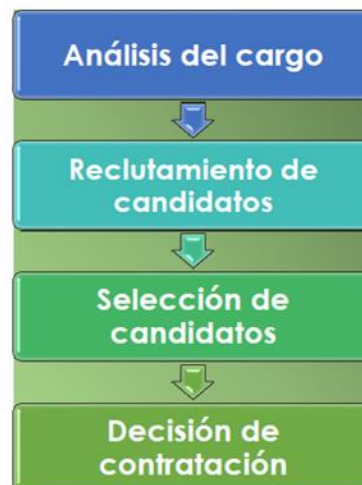 Análisis del cargo
Reclutamiento de
candidatos
Selección de
candidatos
Decisión de
contratación